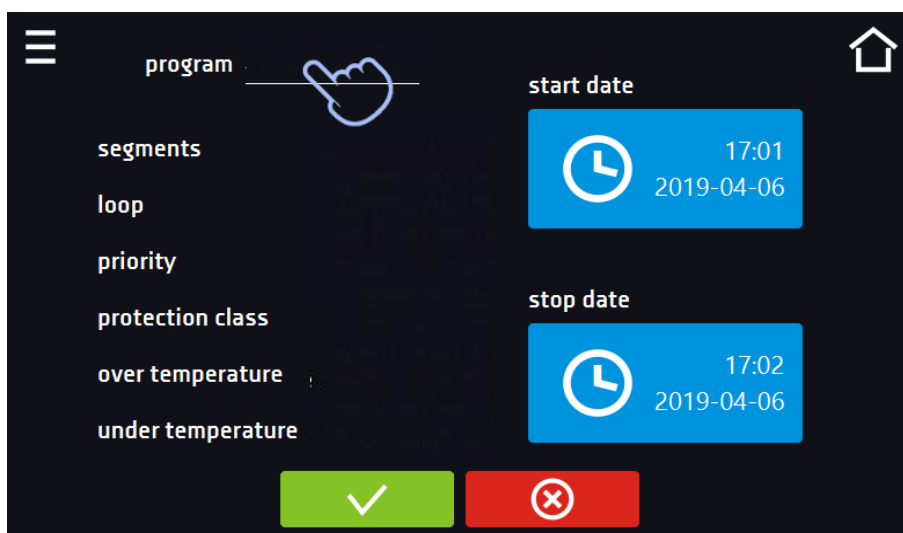 program
start date
segments
17:01
2019-04-06
loop
priority
protection class
stop date
over temperature
17:02
2019-04-06
under temperature